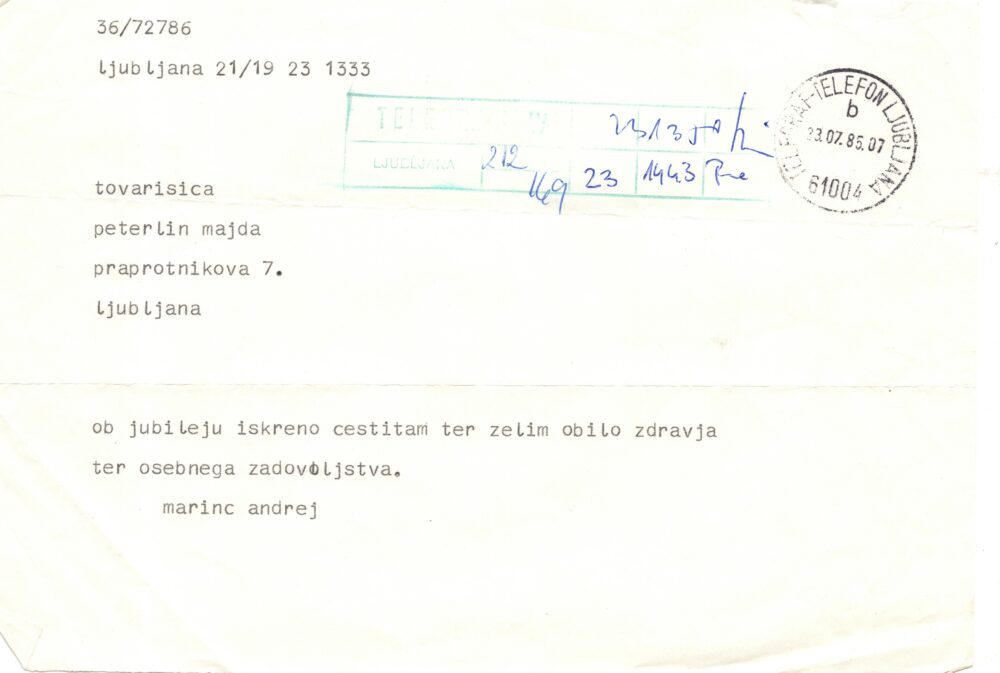 36/72786
ljubljana 21/19 23 1333
TELEGRAF-TELEFON LJUBLJANA
b
23.07.85.07
61004
LJUBLJANA 212
169 23 1443
tovarisica
peterlin majda
praprotnikova 7.
ljubljana
ob jubileju iskreno cestitam ter zelim obilo zdravja
ter osebnega zadovoljstva.
marinc andrej